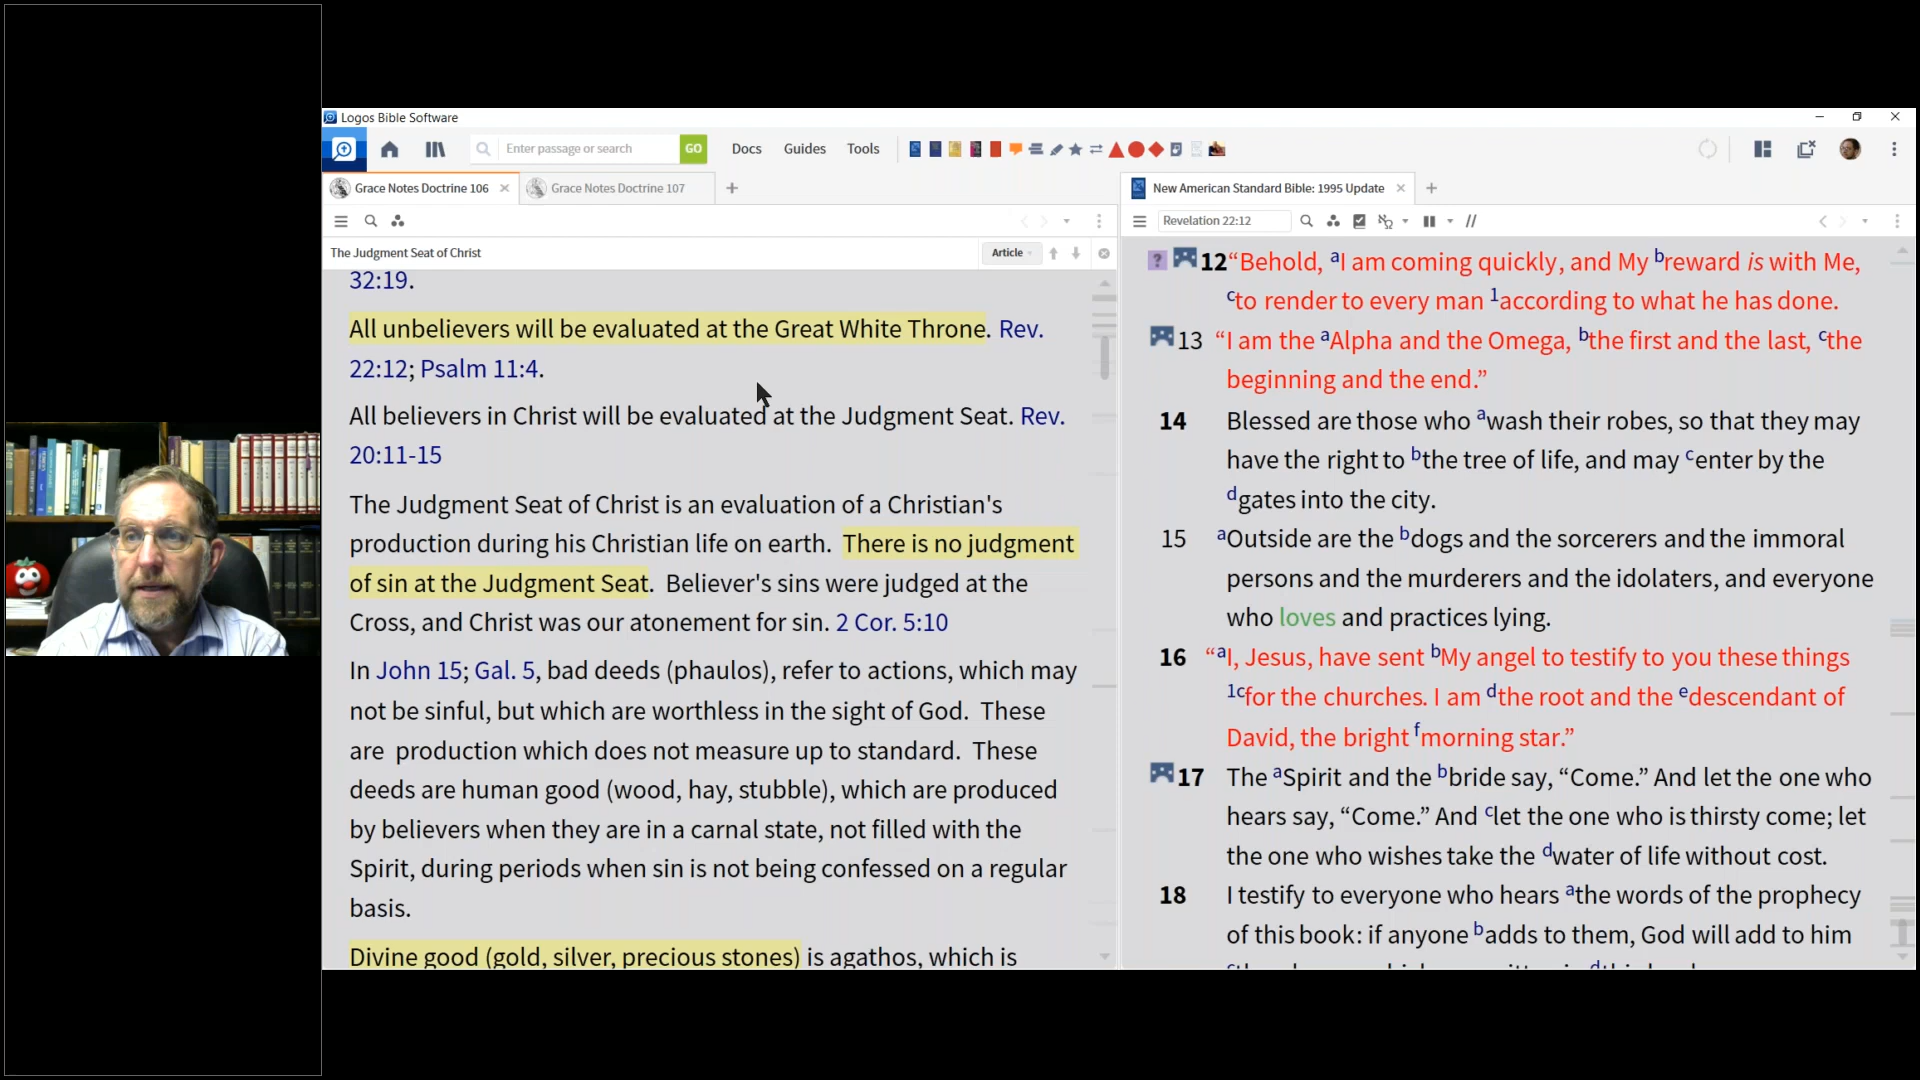 Logos Bible Software
Enter passage or search GO Docs Guides Tools
Grace Notes Doctrine 106
Grace Notes Doctrine 107
The Judgment Seat of Christ
Article
32:19.
All unbelievers will be evaluated at the Great White Throne. Rev.
22:12; Psalm 11:4.
All believers in Christ will be evaluated at the Judgment Seat. Rev.
20:11-15
The Judgment Seat of Christ is an evaluation of a Christian's
production during his Christian life on earth. There is no judgment
of sin at the Judgment Seat. Believer's sins were judged at the
Cross, and Christ was our atonement for sin. 2 Cor. 5:10
In John 15; Gal. 5, bad deeds (phaulos), refer to actions, which may
not be sinful, but which are worthless in the sight of God. These
are production which does not measure up to standard. These
deeds are human good (wood, hay, stubble), which are produced
by believers when they are in a carnal state, not filled with the
Spirit, during periods when sin is not being confessed on a regular
basis.
Divine good (gold, silver, precious stones) is agathos, which is
New American Standard Bible: 1995 Update
Revelation 22:12
? 12 “Behold, aI am coming quickly, and My breward is with Me,
cto render to every man 1according to what he has done.
13 “I am the aAlpha and the Omega, bthe first and the last, cthe
beginning and the end.”
14 Blessed are those who awash their robes, so that they may
have the right to bthe tree of life, and may center by the
dgates into the city.
15 aOutside are the bdogs and the sorcerers and the immoral
persons and the murderers and the idolaters, and everyone
who loves and practices lying.
16 “aI, Jesus, have sent bMy angel to testify to you these things
1cfor the churches. I am dthe root and the edescendant of
David, the bright fmorning star.”
17 The aSpirit and the bbride say, “Come.” And let the one who
hears say, “Come.” And clet the one who is thirsty come; let
the one who wishes take the dwater of life without cost.
18 I testify to everyone who hears athe words of the prophecy
of this book: if anyone badds to them, God will add to him